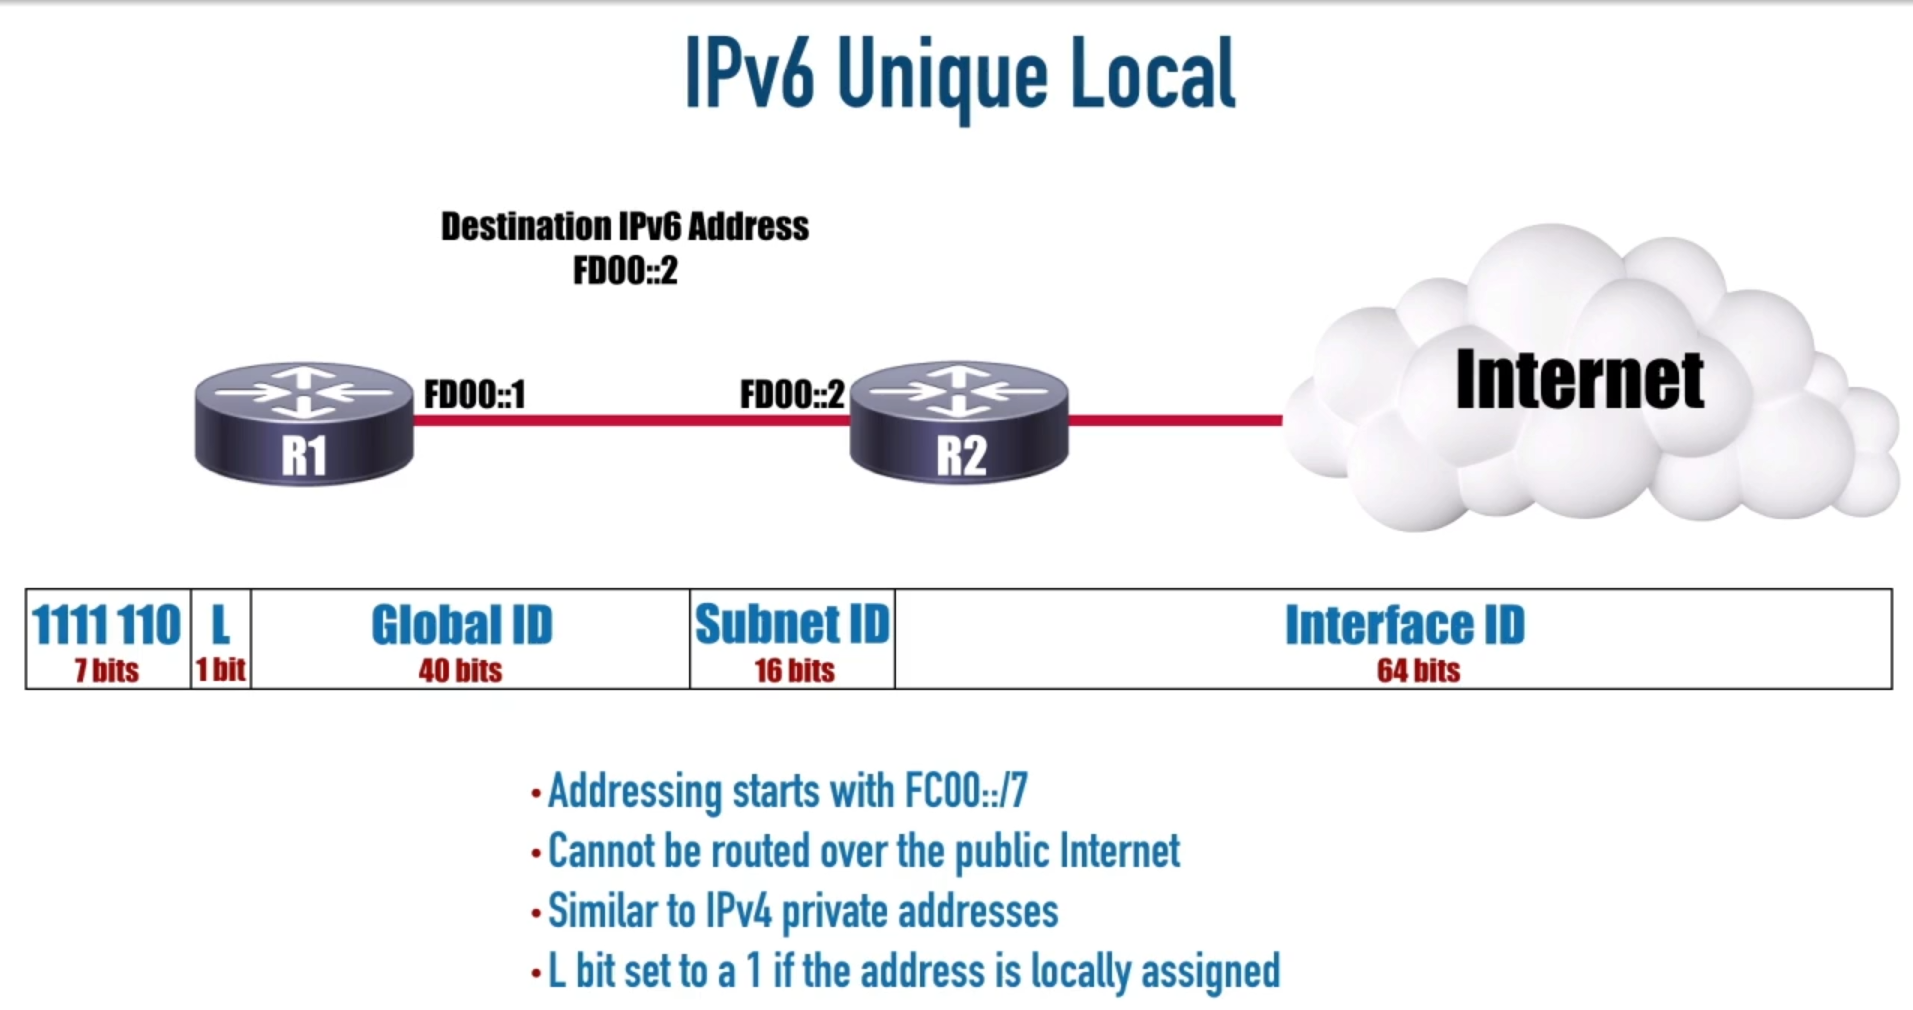 IPv6 Unique Local
Destination IPv6 Address
FD00::2
FD00::1
FD00::2
R1
R2
Internet
1111 110
7 bits
L
1 bit
Global ID
40 bits
Subnet ID
16 bits
Interface ID
64 bits
• Addressing starts with FC00::/7
• Cannot be routed over the public Internet
• Similar to IPv4 private addresses
• L bit set to a 1 if the address is locally assigned